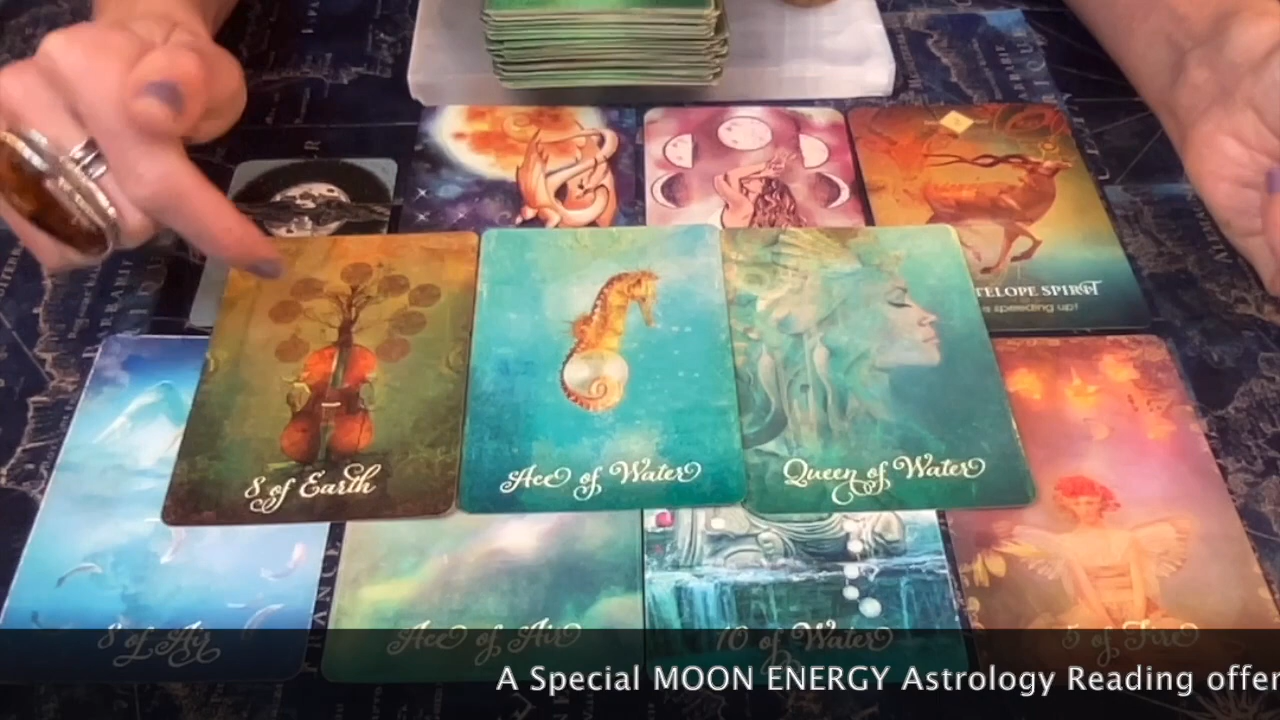 TELOPE SPIRIT
speeding up!
8 of Earth
Ace of Water
Queen of Water
8 of Air
Ace of Air
10 of Water
5 of Fire
A Special MOON ENERGY Astrology Reading offer